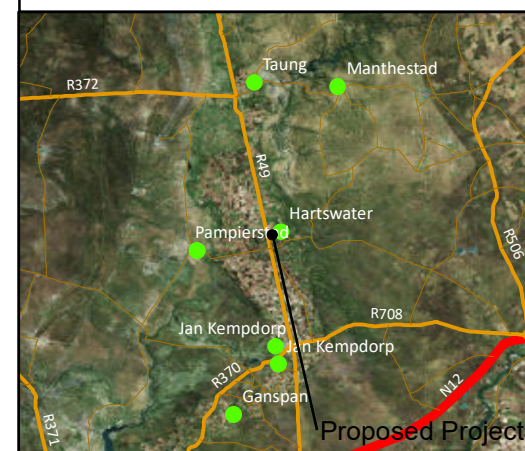 Taung
Manthestad
R372
R49
Hartswater
Pampierstad
R506
R708
Jan Kempdorp
Jan Kempdorp
R370
N12
Ganspan
R371
Proposed Project